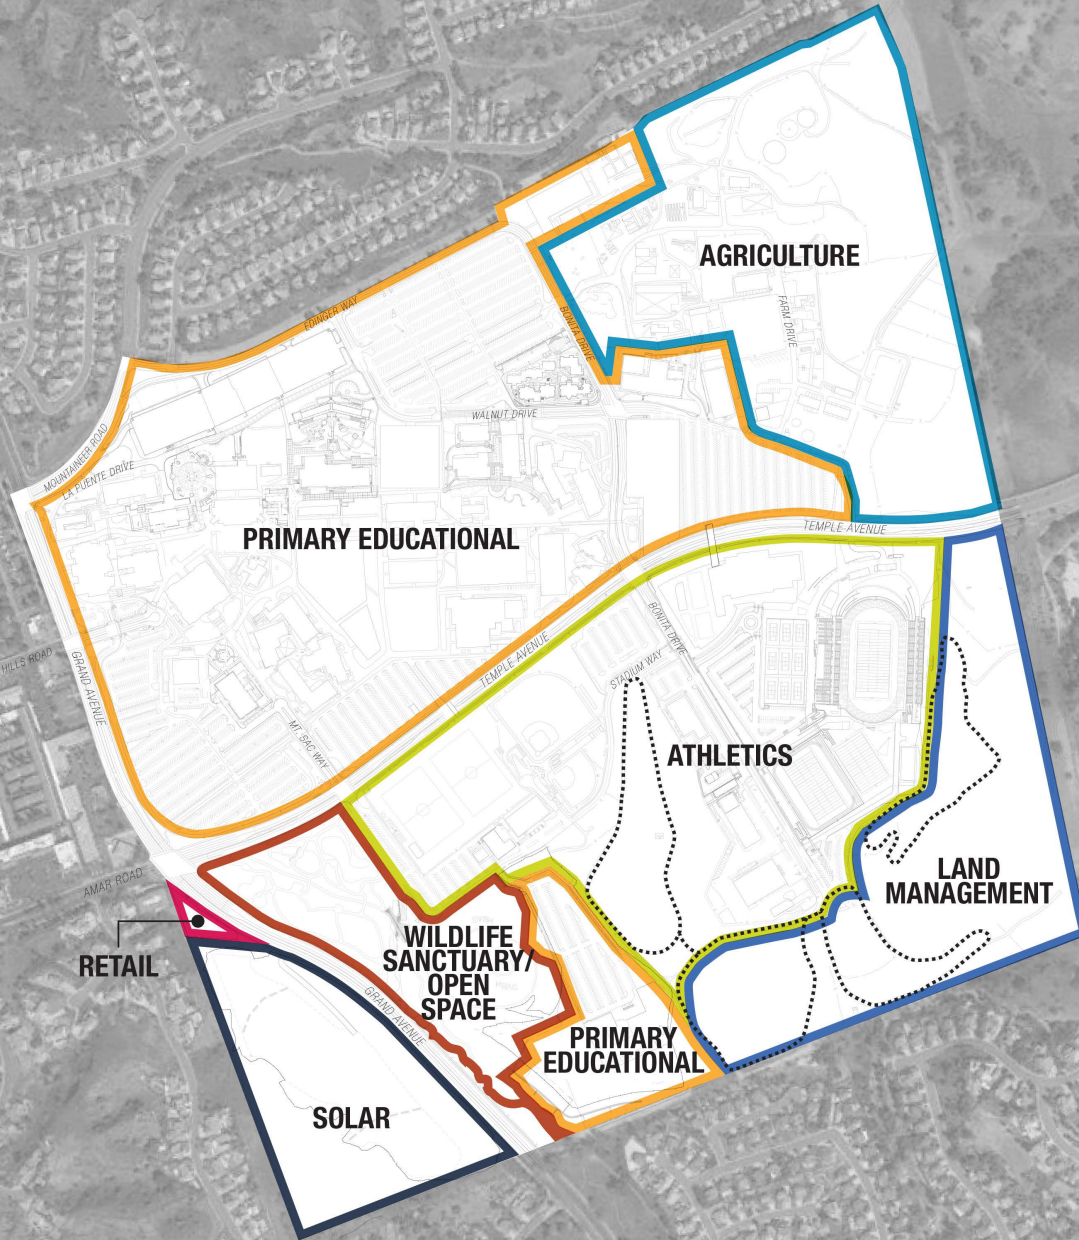 AGRICULTURE
FARM DRIVE
EDINGER WAY
BONITA DRIVE
WALNUT DRIVE
MOUNTAINEER ROAD
LA PUENTE DRIVE
PRIMARY EDUCATIONAL
TEMPLE AVENUE
BONITA DRIVE
TEMPLE AVENUE
STADIUM WAY
HILLS ROAD
GRAND AVENUE
MT. SAC WAY
ATHLETICS
AMAR ROAD
LAND
MANAGEMENT
RETAIL
WILDLIFE
SANCTUARY/
OPEN
SPACE
GRAND AVENUE
PRIMARY
EDUCATIONAL
SOLAR